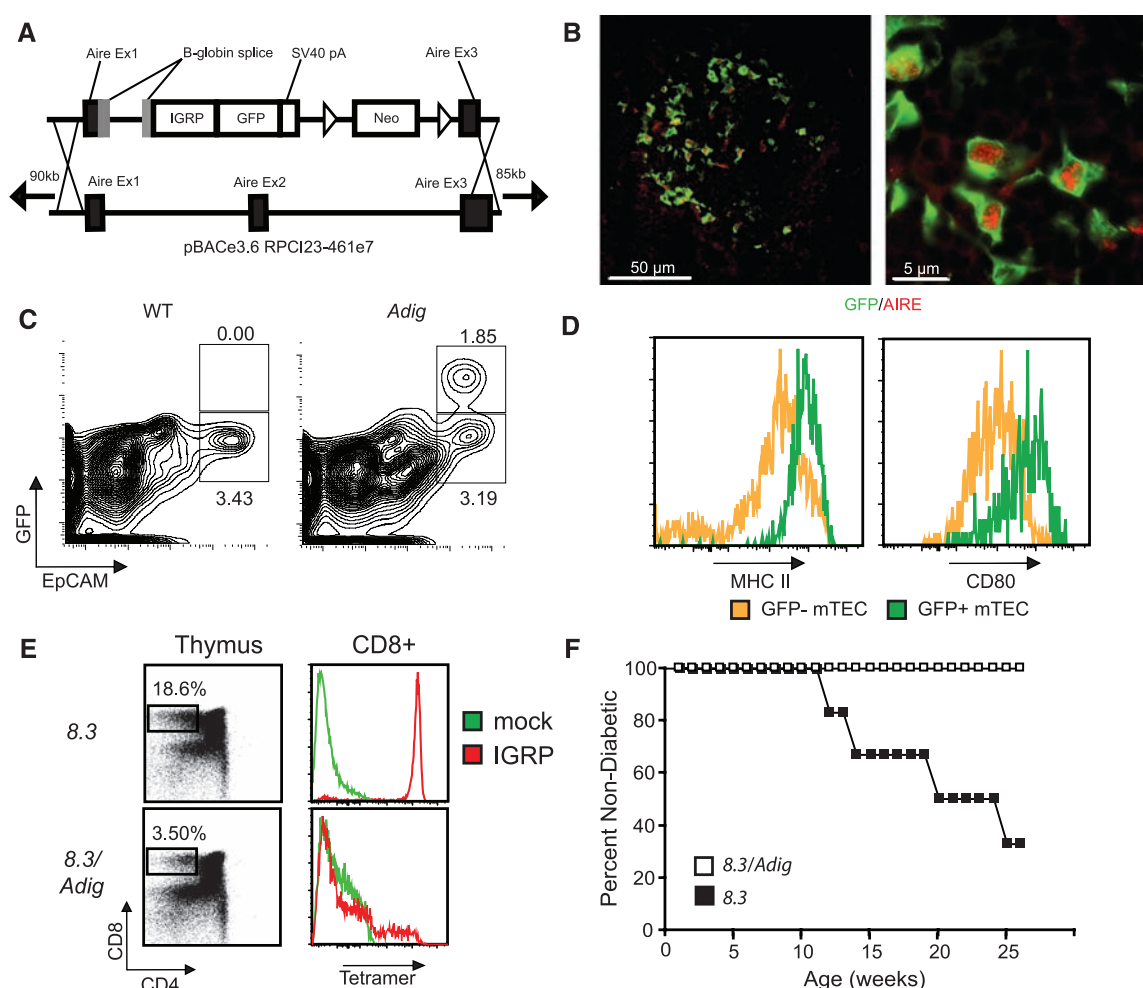 A
Aire Ex1
B-globin splice
SV40 pA
Aire Ex3
IGRP
GFP
Neo
90kb
Aire Ex1
Aire Ex2
Aire Ex3
85kb
pBACe3.6 RPCI23-461e7
B
50 µm
5 µm
GFP/AIRE
C
WT
Adig
0.00
1.85
3.43
3.19
GFP
EpCAM
D
MHC II
CD80
GFP- mTEC
GFP+ mTEC
E
Thymus
CD8+
8.3
18.6%
mock
IGRP
8.3/
Adig
3.50%
CD8
CD4
Tetramer
F
Percent Non-Diabetic
100
80
60
40
20
0
8.3/Adig
8.3
0
5
10
15
20
25
Age (weeks)